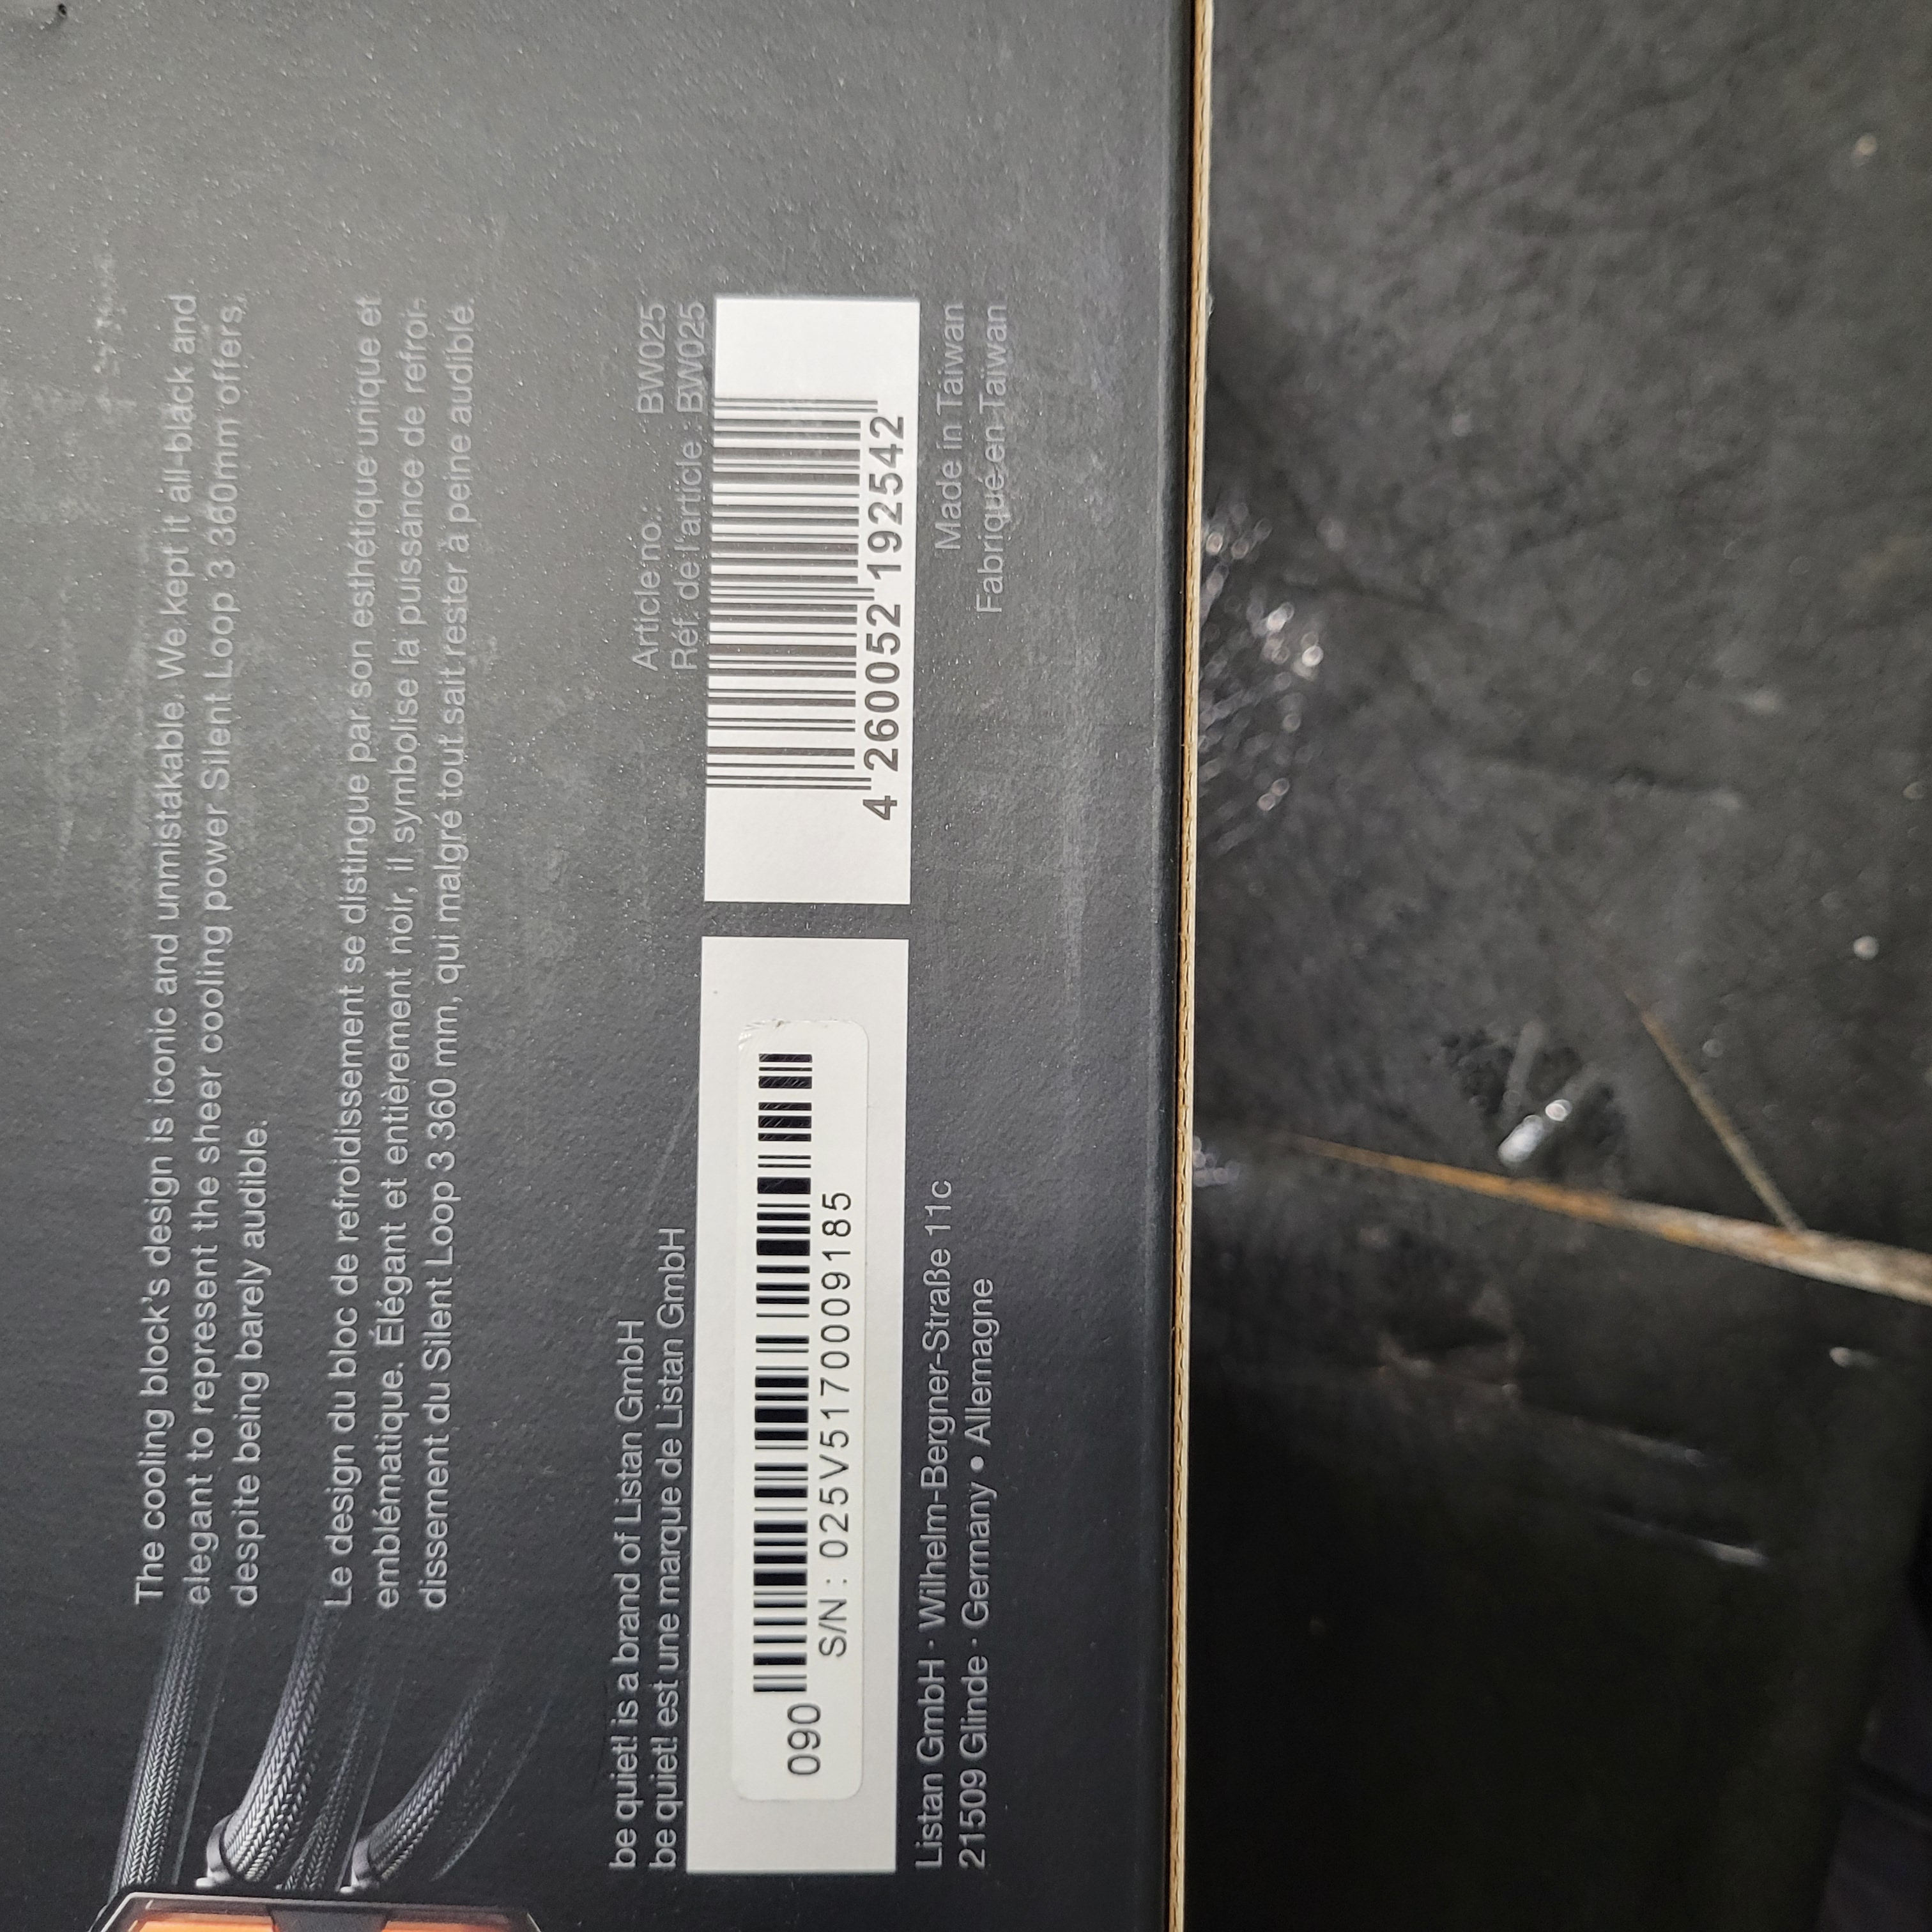 The cooling block's design is iconic and unmistakable. We kept it all-black and
elegant to represent the sheer cooling power Silent Loop 3 360mm offers,
despite being barely audible.
Le design du bloc de refroidissement se distingue par son esthétique unique et
emblématique. Élégant et entièrement noir, il symbolise la puissance de refroi-
dissement du Silent Loop 3 360 mm, qui malgré tout sait rester à peine audible.
be quiet! is a brand of Listan GmbH
be quiet! est une marque de Listan GmbH
Article no.: BW025
Réf. de l'article : BW025
090
S/N : 025V5170009185
4 260052 192542
Listan GmbH · Wilhelm-Bergner-Straße 11c
21509 Glinde · Germany • Allemagne
Made in Taiwan
Fabriqué en Taïwan